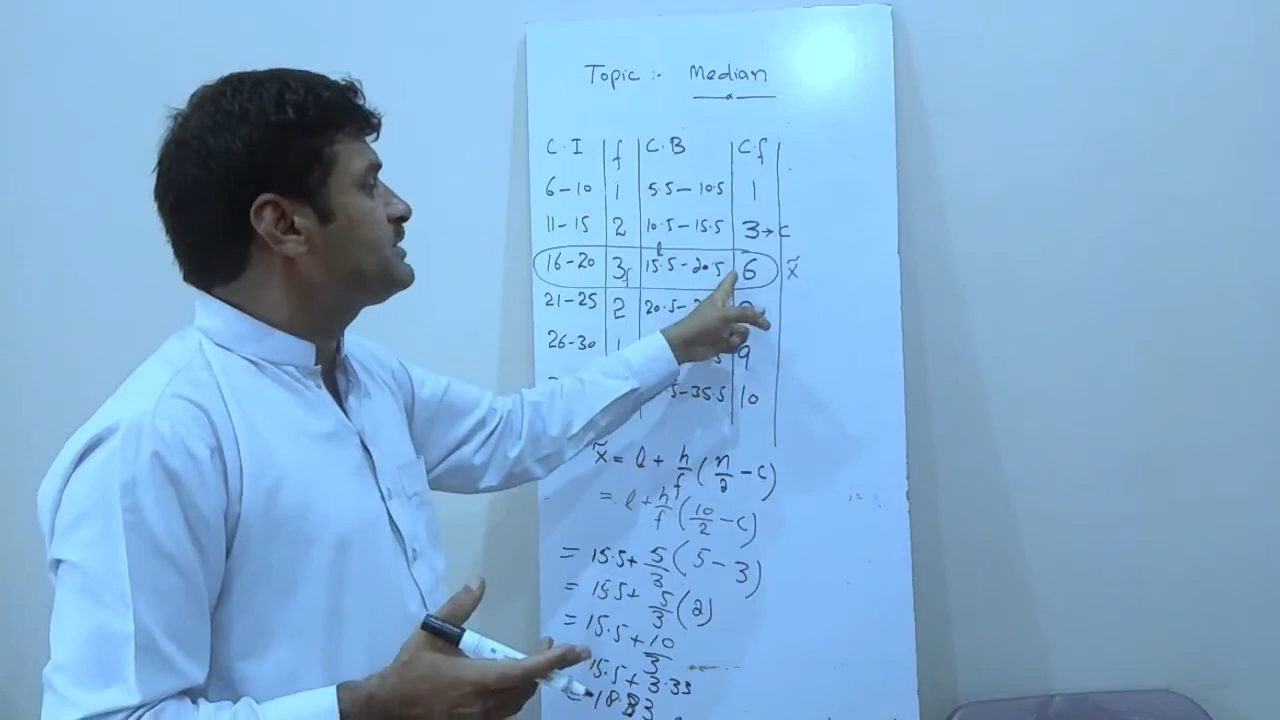 Topic :- Median
C.I f C.B C.f
6-10 1 5.5-10.5 1
11-15 2 10.5-15.5 3→c
l
16-20 3f 15.5-20.5 6 x̃
21-25 2 20.5-
26-30 1 9
5-35.5 10
x̃ = l + h/f (n/2 - c)
= l + h/f (10/2 - c)
= 15.5 + 5/3 (5 - 3)
= 15.5 + 5/3 (2)
= 15.5 + 10/3
15.5 + 3.33
= 18.83